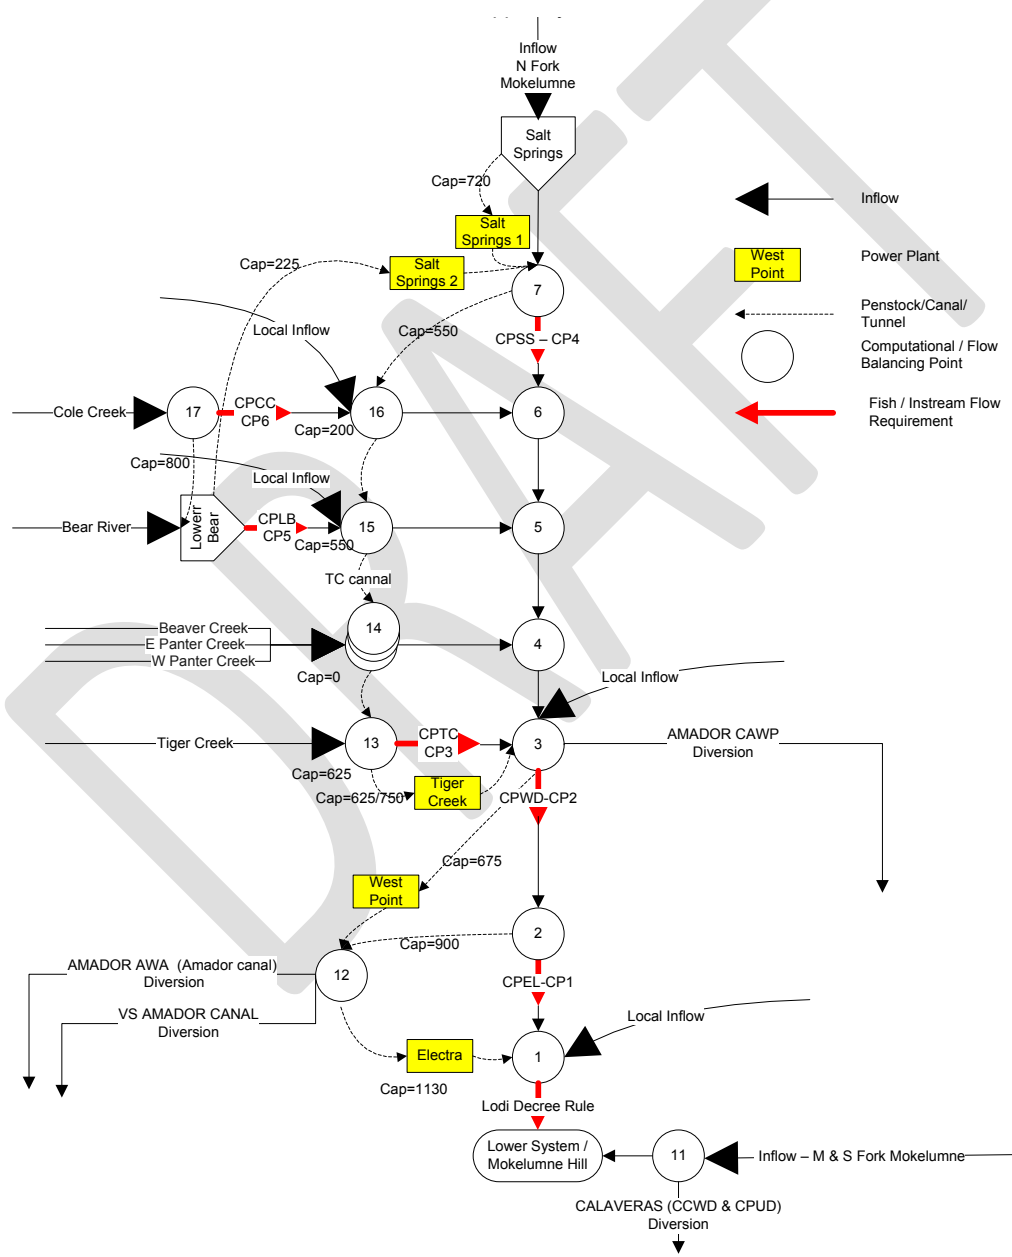 Inflow
N Fork
Mokelumne
Salt
Springs
Cap=720
Salt
Springs 1
Inflow
West
Point
Power Plant
Cap=225
Salt
Springs 2
7
Penstock/Canal/
Tunnel
Local Inflow
Cap=550
CPSS – CP4
Computational / Flow
Balancing Point
Cole Creek
17
CPCC
CP6
16
Cap=200
6
Fish / Instream Flow
Requirement
Cap=800
Local Inflow
Bear River
Lowerr
Bear
CPLB
CP5
15
Cap=550
5
TC cannal
Beaver Creek
E Panter Creek
W Panter Creek
14
4
Cap=0
Local Inflow
Tiger Creek
13
CPTC
CP3
3
AMADOR CAWP
Diversion
Cap=625
Cap=625/750
Tiger
Creek
CPWD-CP2
Cap=675
West
Point
2
Cap=900
AMADOR AWA (Amador canal)
Diversion
12
CPEL-CP1
VS AMADOR CANAL
Diversion
Local Inflow
Electra
1
Cap=1130
Lodi Decree Rule
Lower System /
Mokelumne Hill
11
Inflow – M & S Fork Mokelumne
CALAVERAS (CCWD & CPUD)
Diversion
DRAFT